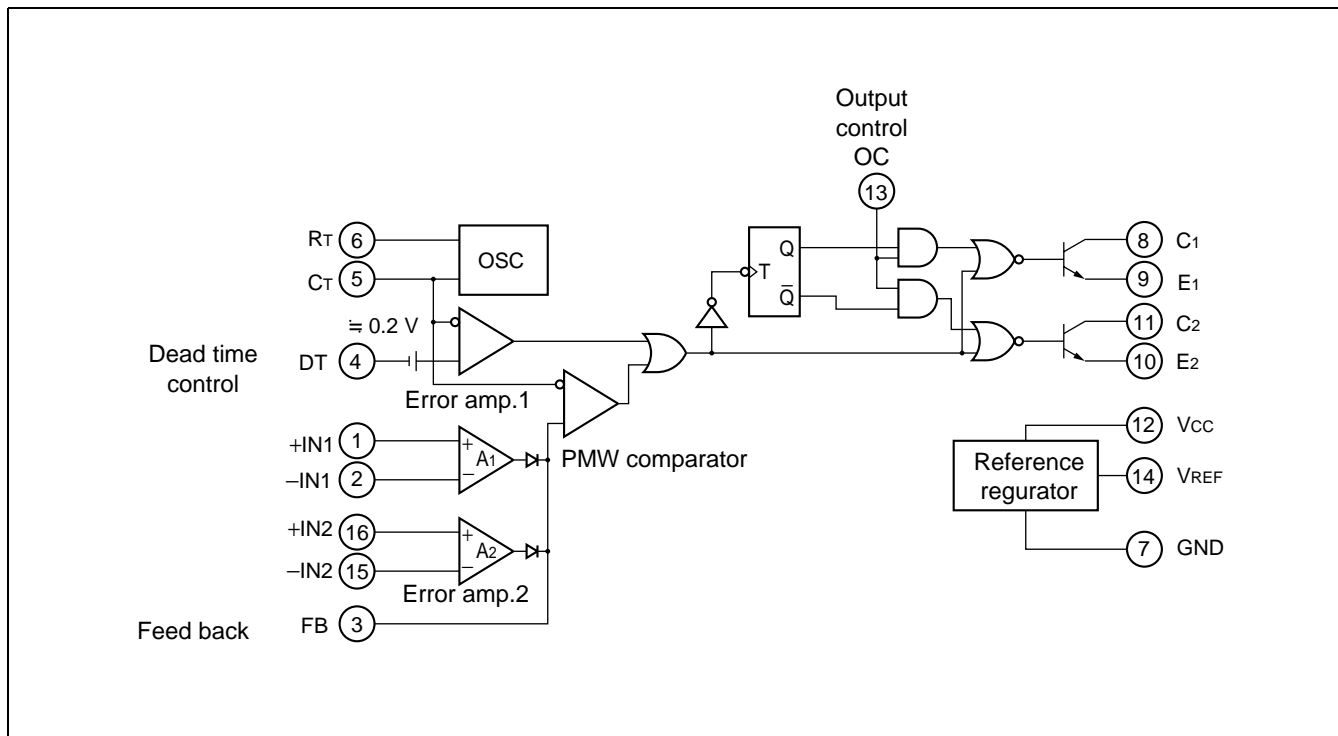 Output
control
OC
13
RT 6
CT 5
OSC
T
Q
Q̅
8 C1
9 E1
11 C2
10 E2
≒ 0.2 V
Dead time
control
DT 4
Error amp.1
+IN1 1
−IN1 2
+
A1
−
PMW comparator
+IN2 16
−IN2 15
+
A2
−
Error amp.2
Feed back
FB 3
12 VCC
Reference
regurator
14 VREF
7 GND